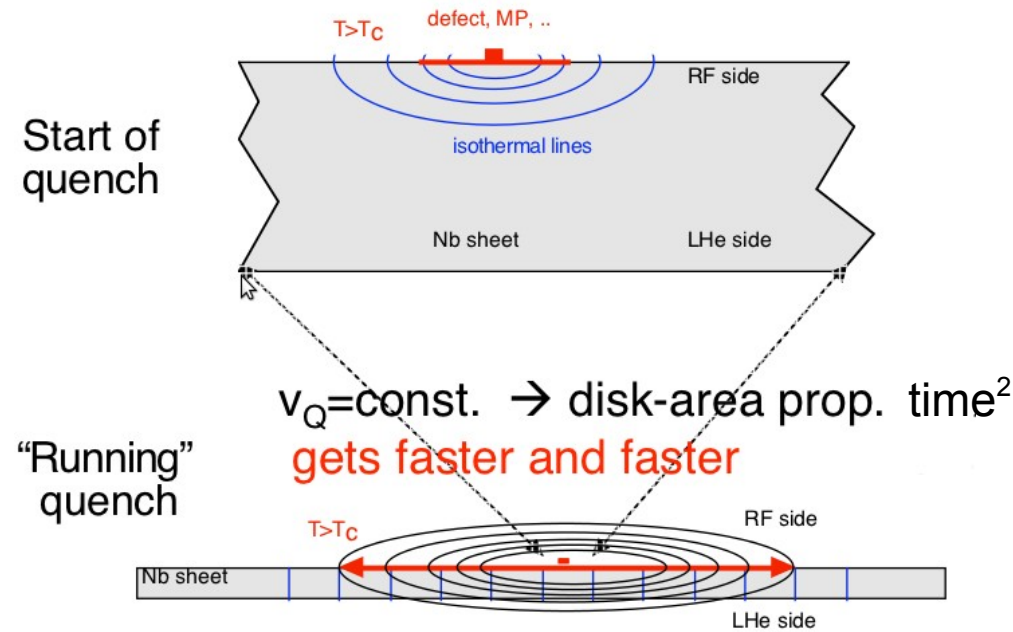 defect, MP, ..
T>Tc
RF side
Start of
quench
isothermal lines
Nb sheet
LHe side
vQ=const. → disk-area prop. time²
"Running"
quench
gets faster and faster
T>Tc
RF side
Nb sheet
LHe side